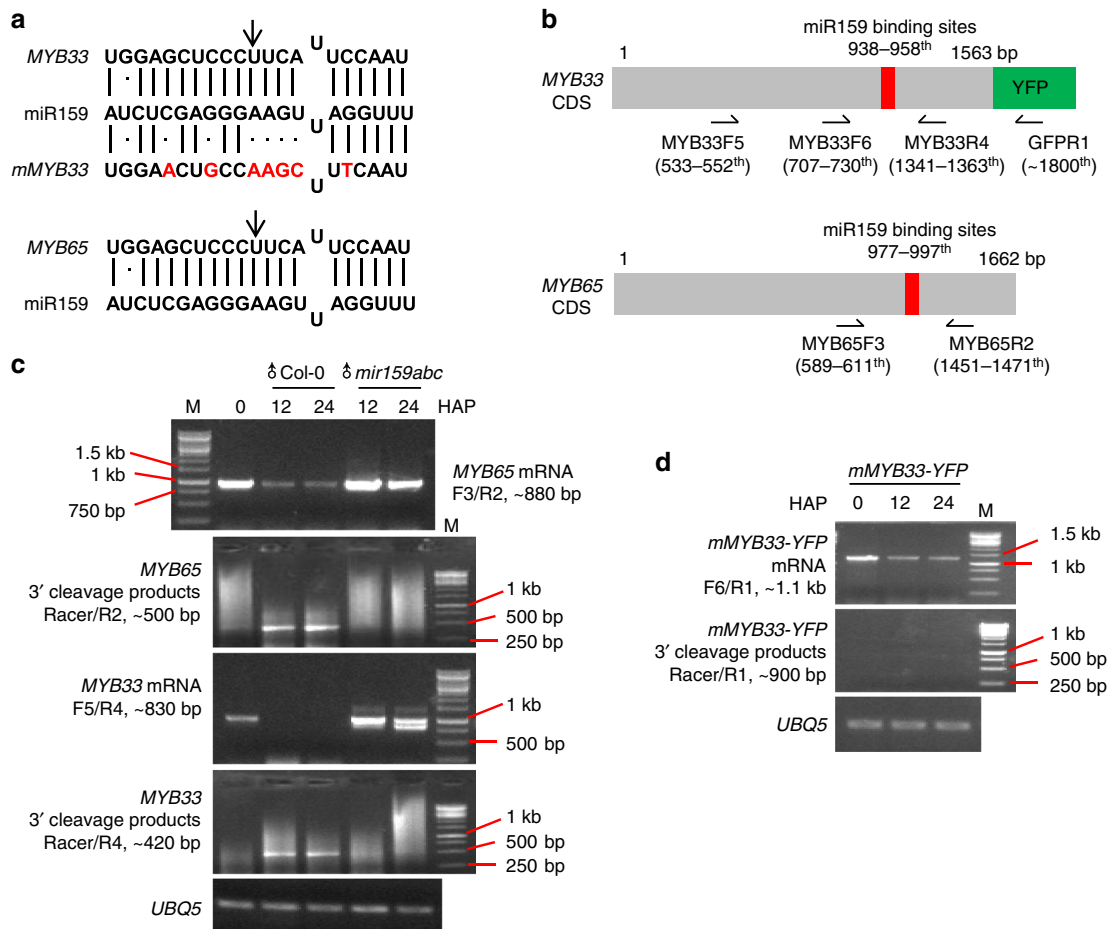 a
MYB33 UGGAGCUCCCUUCA U UCCAAU
miR159 AUCUCGAGGGAAGU U AGGUUU
mMYB33 UGGAACUGCCAAGC U UTCAAU
MYB65 UGGAGCUCCCUUCA U UCCAAU
miR159 AUCUCGAGGGAAGU U AGGUUU
b
miR159 binding sites
1 938–958th 1563 bp
MYB33 CDS YFP
MYB33F5 MYB33F6 MYB33R4 GFPR1
(533–552th) (707–730th) (1341–1363th) (~1800th)
miR159 binding sites
1 977–997th 1662 bp
MYB65 CDS
MYB65F3 MYB65R2
(589–611th) (1451–1471th)
c
♂Col-0 ♂mir159abc
M 0 12 24 12 24 HAP
1.5 kb
1 kb
750 bp
MYB65 mRNA
F3/R2, ~880 bp
M
MYB65
3′ cleavage products
Racer/R2, ~500 bp
1 kb
500 bp
250 bp
MYB33 mRNA
F5/R4, ~830 bp
1 kb
500 bp
MYB33
3′ cleavage products
Racer/R4, ~420 bp
1 kb
500 bp
250 bp
UBQ5
d
mMYB33-YFP
HAP 0 12 24 M
mMYB33-YFP
mRNA
F6/R1, ~1.1 kb
1.5 kb
1 kb
mMYB33-YFP
3′ cleavage products
Racer/R1, ~900 bp
1 kb
500 bp
250 bp
UBQ5